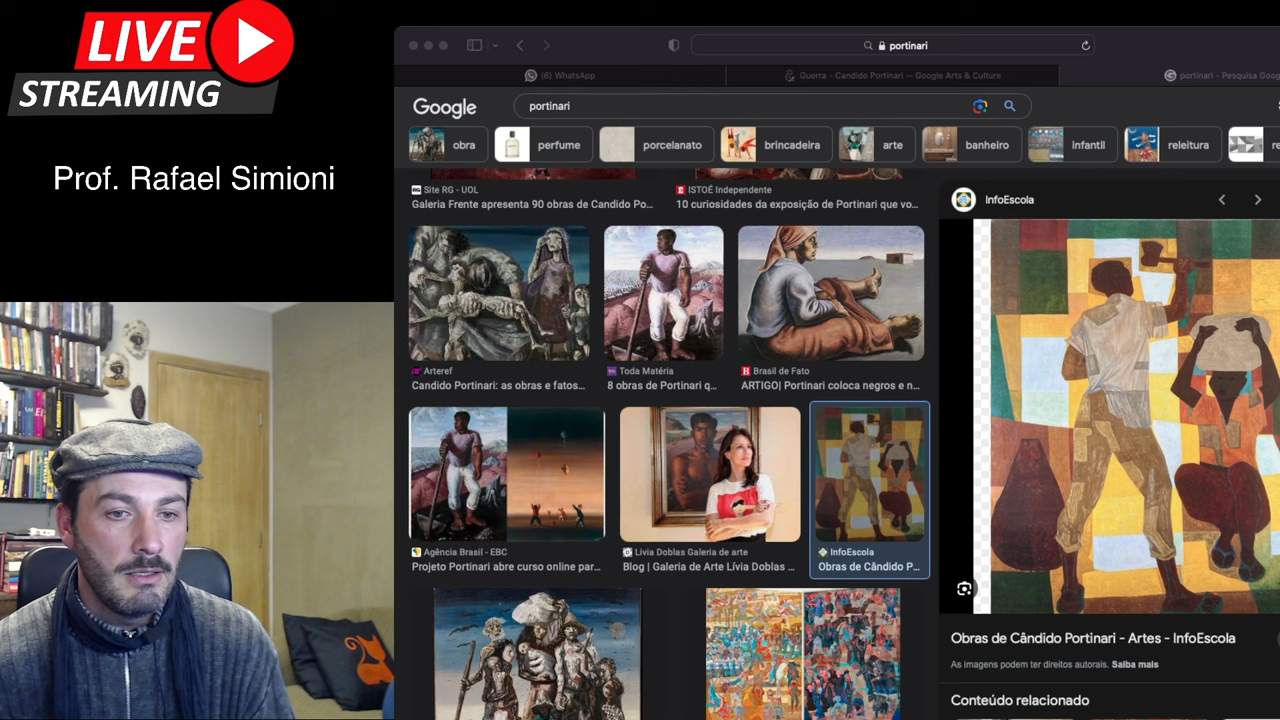 LIVE
STREAMING
Prof. Rafael Simioni
portinari
(6) WhatsApp
Guerra - Candido Portinari — Google Arts & Culture
portinari - Pesquisa Goog
Google
portinari
obra
perfume
porcelanato
brincadeira
arte
banheiro
infantil
releitura
re
Site RG - UOL
Galeria Frente apresenta 90 obras de Candido Po...
ISTOÉ Independente
10 curiosidades da exposição de Portinari que vo...
InfoEscola
Arteref
Candido Portinari: as obras e fatos...
Toda Matéria
8 obras de Portinari q...
Brasil de Fato
ARTIGO| Portinari coloca negros e n...
Agência Brasil - EBC
Projeto Portinari abre curso online par...
Livia Doblas Galeria de arte
Blog | Galeria de Arte Lívia Doblas ...
InfoEscola
Obras de Cândido P...
Obras de Cândido Portinari - Artes - InfoEscola
As imagens podem ter direitos autorais. Saiba mais
Conteúdo relacionado